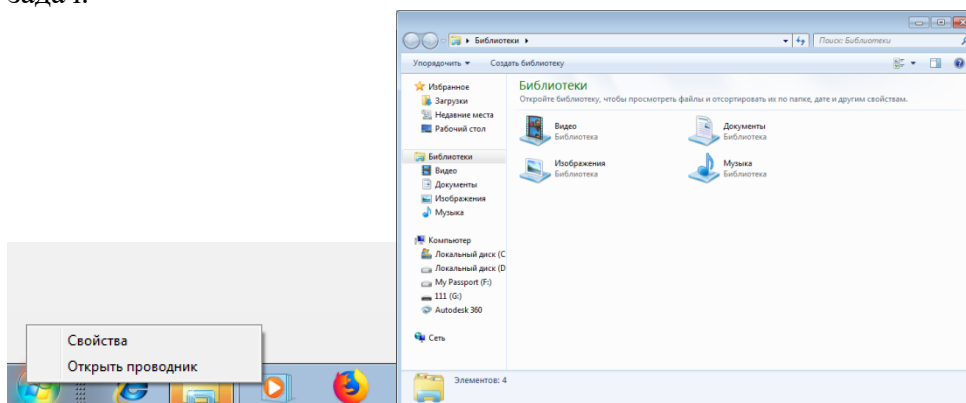 задач.
Библиотеки
Поиск: Библиотеки
Упорядочить
Создать библиотеку
Избранное
Загрузки
Недавние места
Рабочий стол
Библиотеки
Видео
Документы
Изображения
Музыка
Компьютер
Локальный диск (C
Локальный диск (D
My Passport (F:)
111 (G:)
Autodesk 360
Сеть
Библиотеки
Откройте библиотеку, чтобы просмотреть файлы и отсортировать их по папке, дате и другим свойствам.
Видео
Библиотека
Документы
Библиотека
Изображения
Библиотека
Музыка
Библиотека
Элементов: 4
Свойства
Открыть проводник